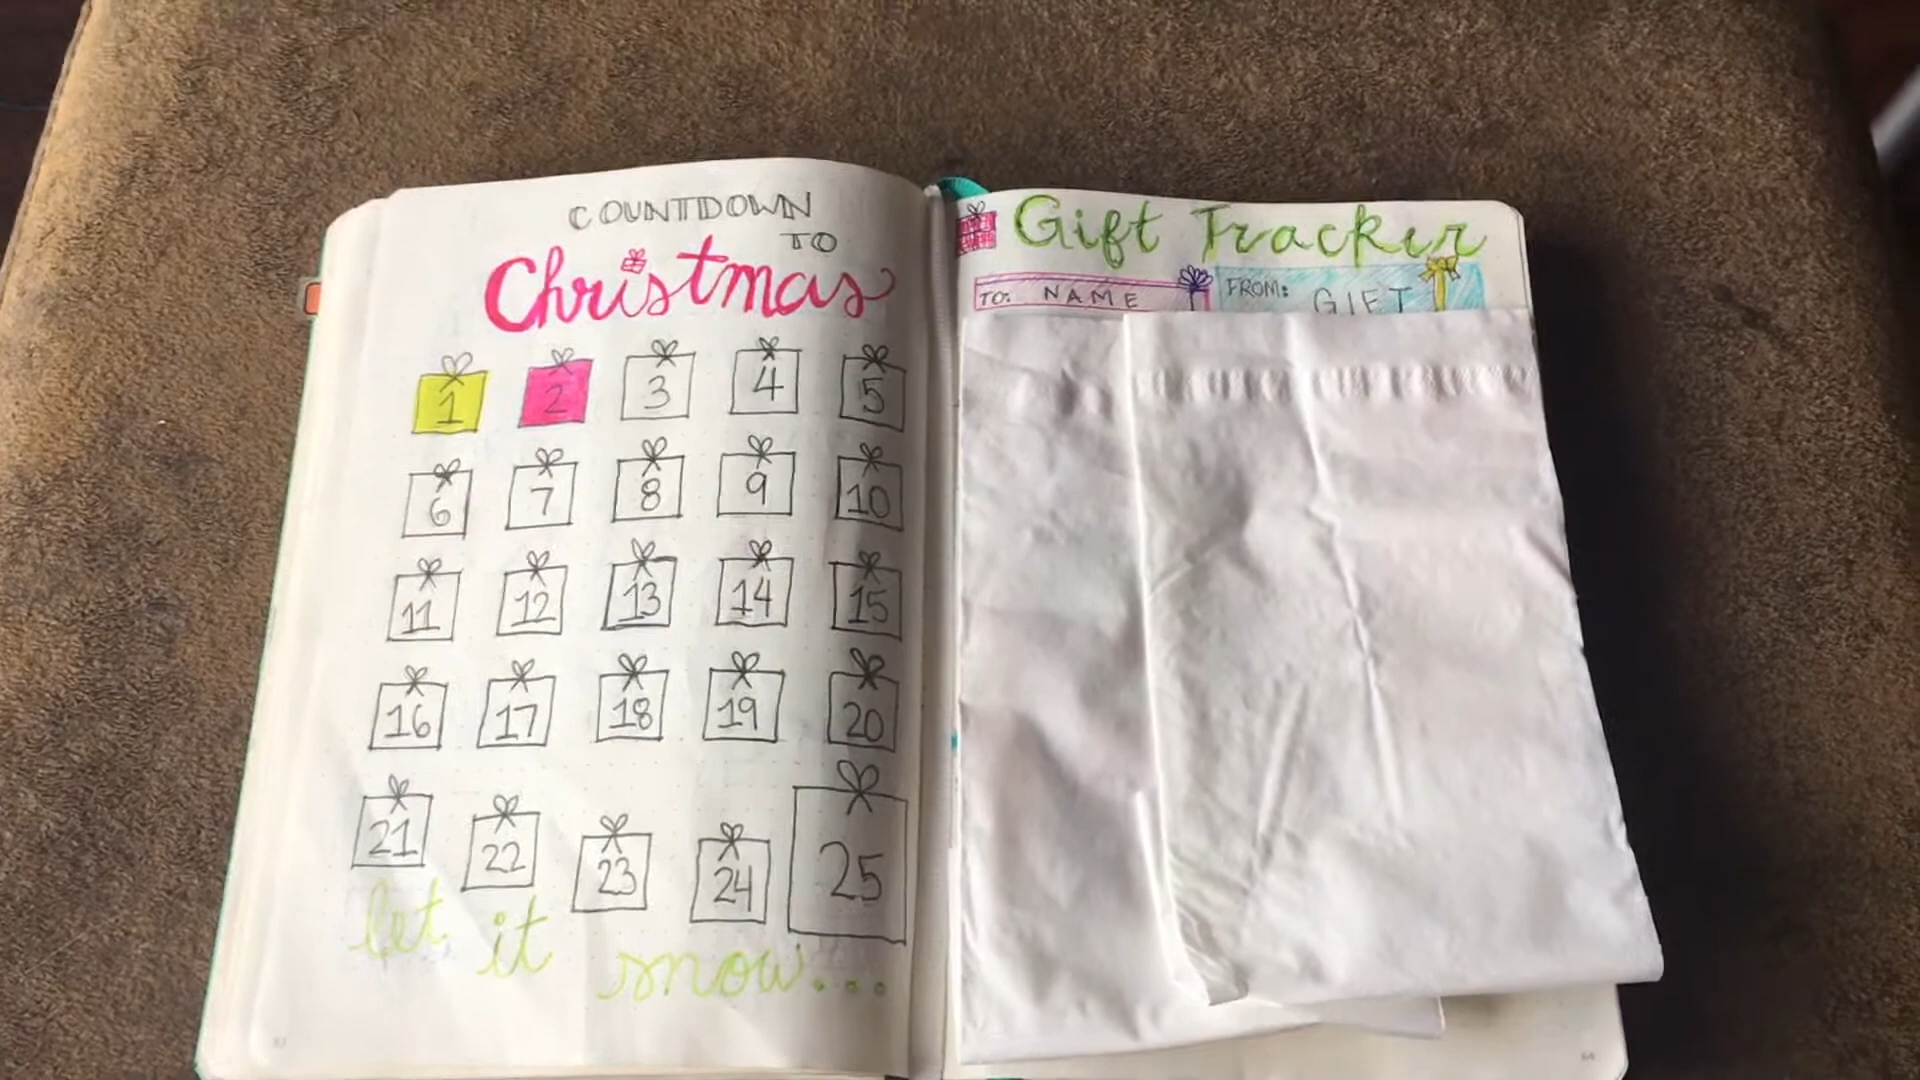 COUNTDOWN
TO
Christmas
1 2 3 4 5
6 7 8 9 10
11 12 13 14 15
16 17 18 19 20
21 22 23 24 25
let it snow...
Gift Tracker
TO: NAME FROM: GIFT